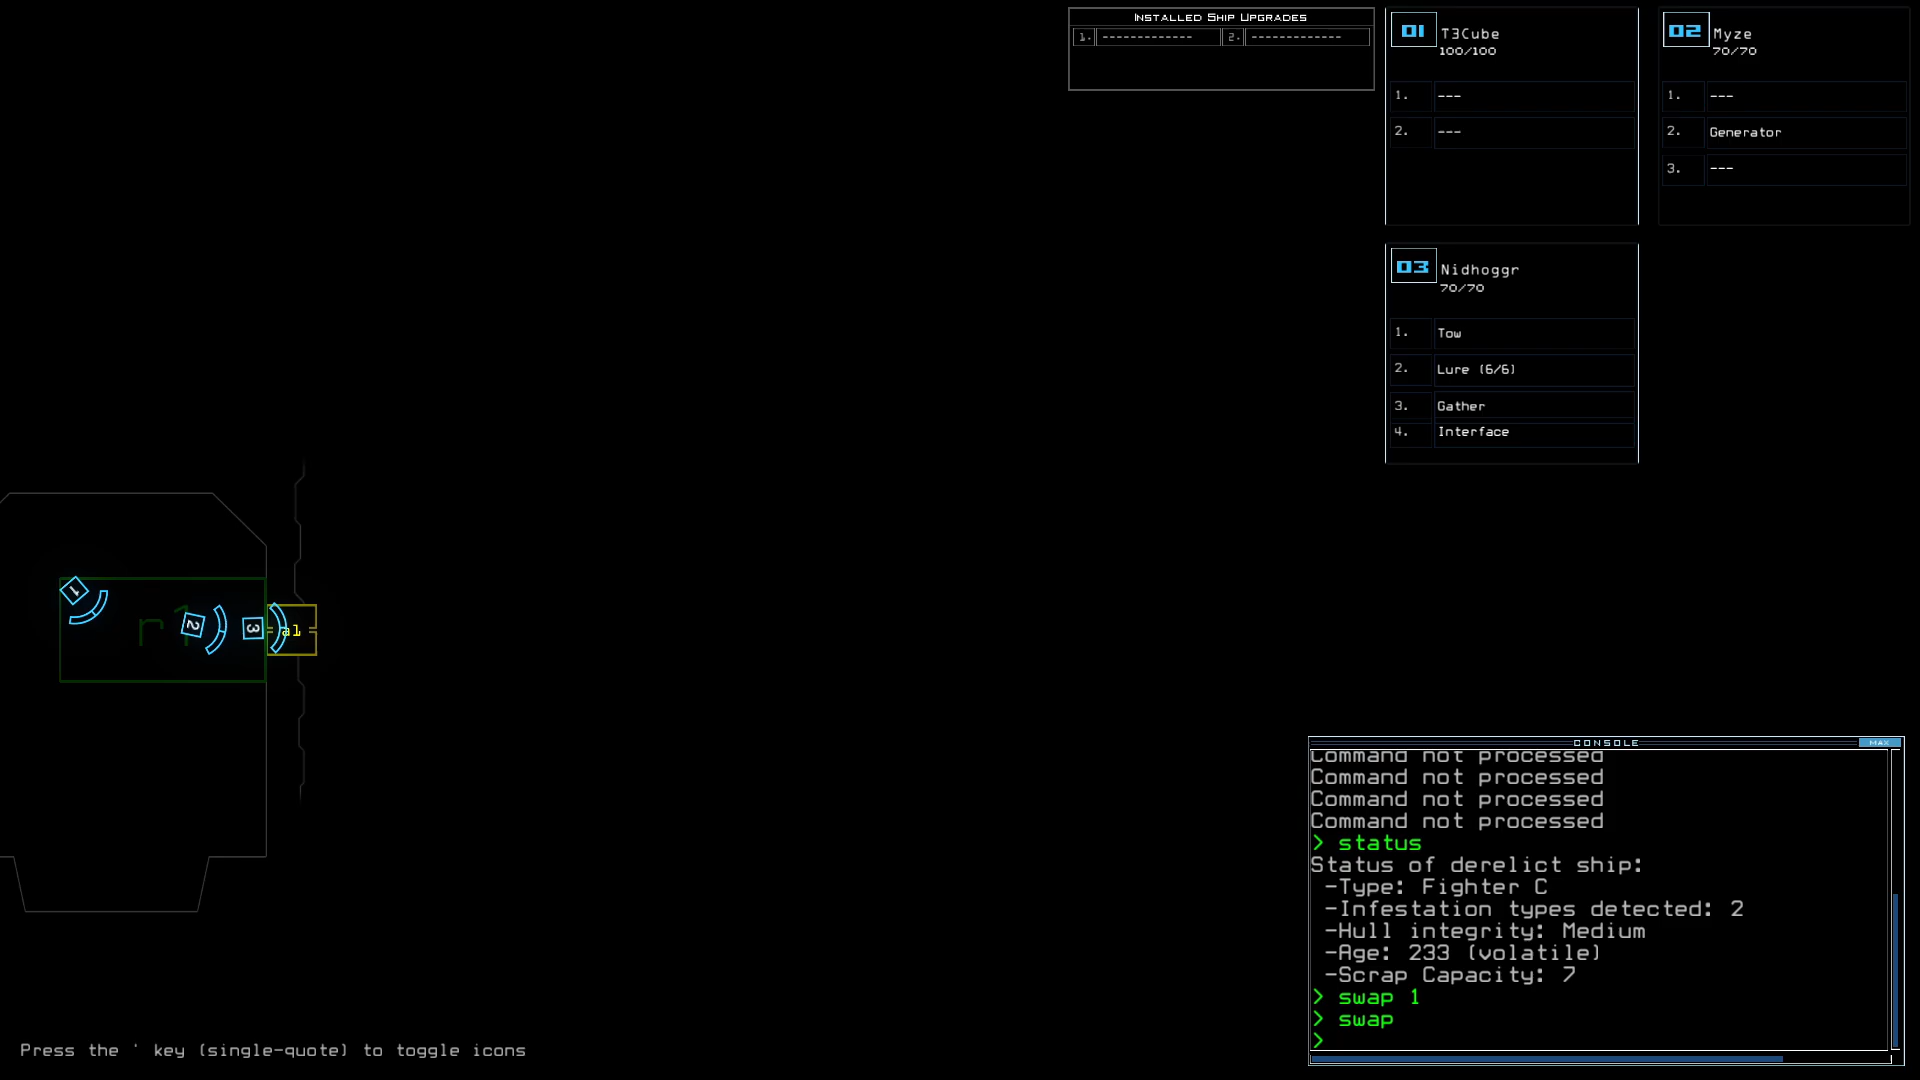 INSTALLED SHIP UPGRADES
1. ------------- 2. -------------
01 T3Cube
100/100
1. ---
2. ---
02 Myze
70/70
1. ---
2. Generator
3. ---
03 Nidhoggr
70/70
1. Tow
2. Lure (6/6)
3. Gather
4. Interface
r1
1
2
3
a1
CONSOLE
MAX
Command not processed
Command not processed
Command not processed
Command not processed
> status
Status of derelict ship:
-Type: Fighter C
-Infestation types detected: 2
-Hull integrity: Medium
-Age: 233 (volatile)
-Scrap Capacity: 7
> swap 1
> swap
>
Press the ' key (single-quote) to toggle icons